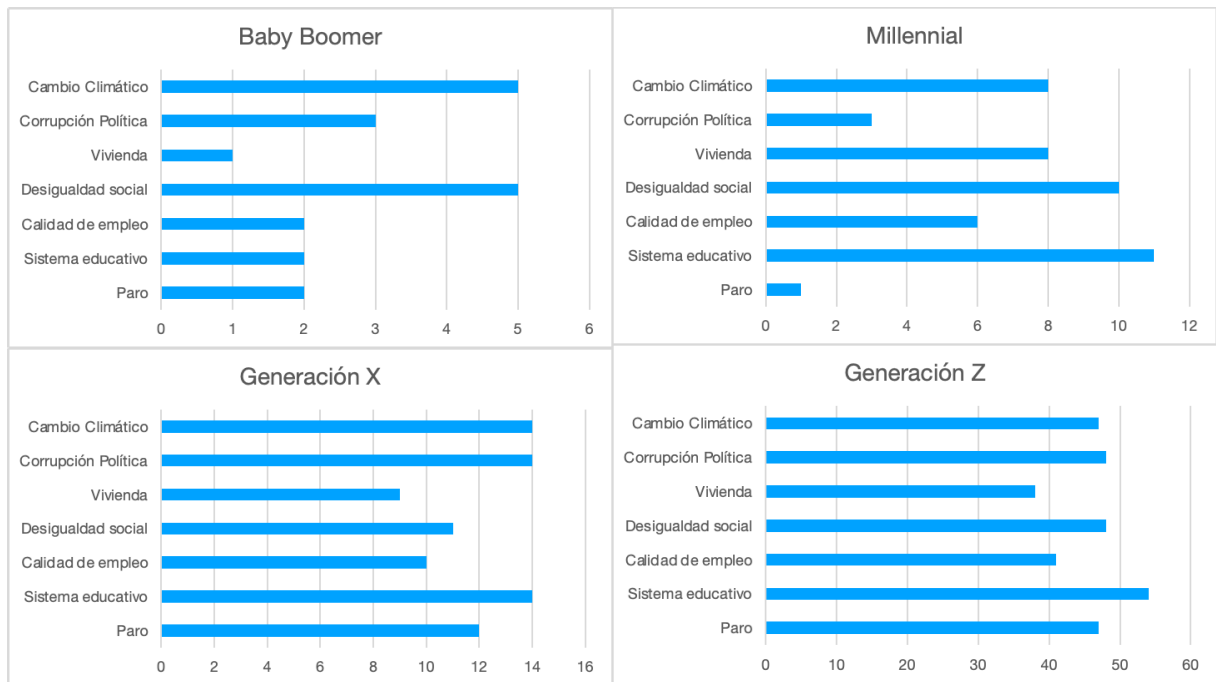 Baby Boomer
Cambio Climático
Corrupción Política
Vivienda
Desigualdad social
Calidad de empleo
Sistema educativo
Paro
0 1 2 3 4 5 6
Millennial
Cambio Climático
Corrupción Política
Vivienda
Desigualdad social
Calidad de empleo
Sistema educativo
Paro
0 2 4 6 8 10 12
Generación X
Cambio Climático
Corrupción Política
Vivienda
Desigualdad social
Calidad de empleo
Sistema educativo
Paro
0 2 4 6 8 10 12 14 16
Generación Z
Cambio Climático
Corrupción Política
Vivienda
Desigualdad social
Calidad de empleo
Sistema educativo
Paro
0 10 20 30 40 50 60